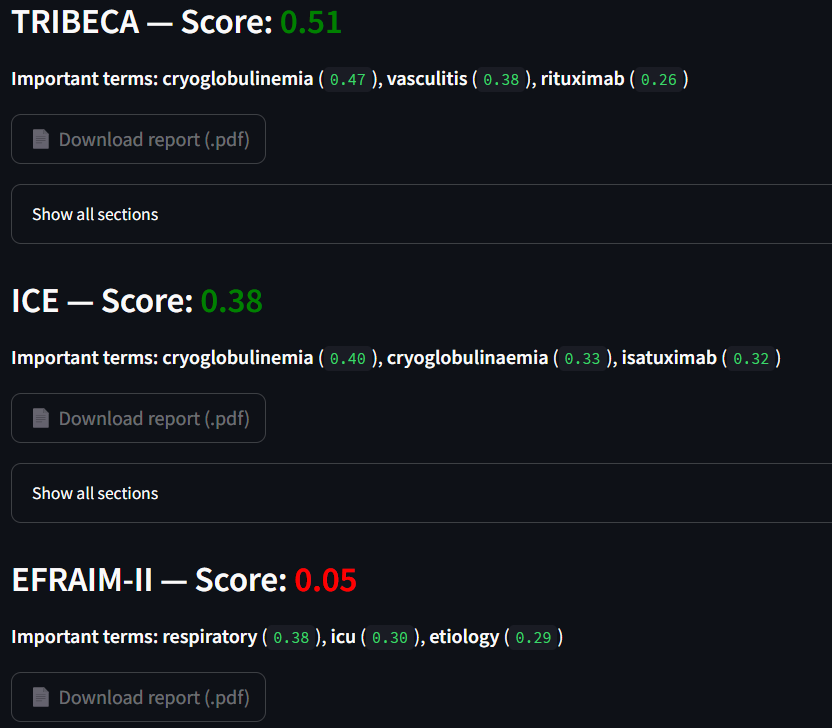 TRIBECA — Score: 0.51
Important terms: cryoglobulinemia ( 0.47 ), vasculitis ( 0.38 ), rituximab ( 0.26 )
Download report (.pdf)
Show all sections
ICE — Score: 0.38
Important terms: cryoglobulinemia ( 0.40 ), cryoglobulinaemia ( 0.33 ), isatuximab ( 0.32 )
Download report (.pdf)
Show all sections
EFRAIM-II — Score: 0.05
Important terms: respiratory ( 0.38 ), icu ( 0.30 ), etiology ( 0.29 )
Download report (.pdf)